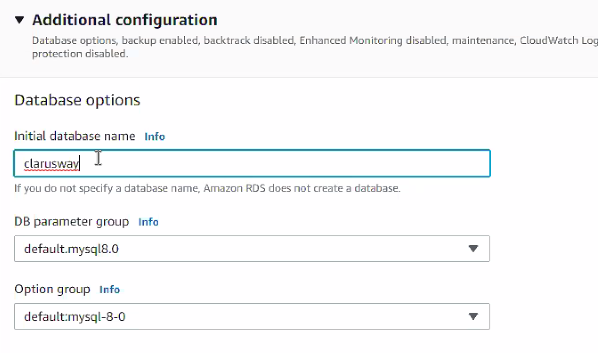 Additional configuration
Database options, backup enabled, backtrack disabled, Enhanced Monitoring disabled, maintenance, CloudWatch Log
protection disabled.
Database options
Initial database name Info
clarusway
If you do not specify a database name, Amazon RDS does not create a database.
DB parameter group Info
default.mysql8.0
Option group Info
default:mysql-8-0